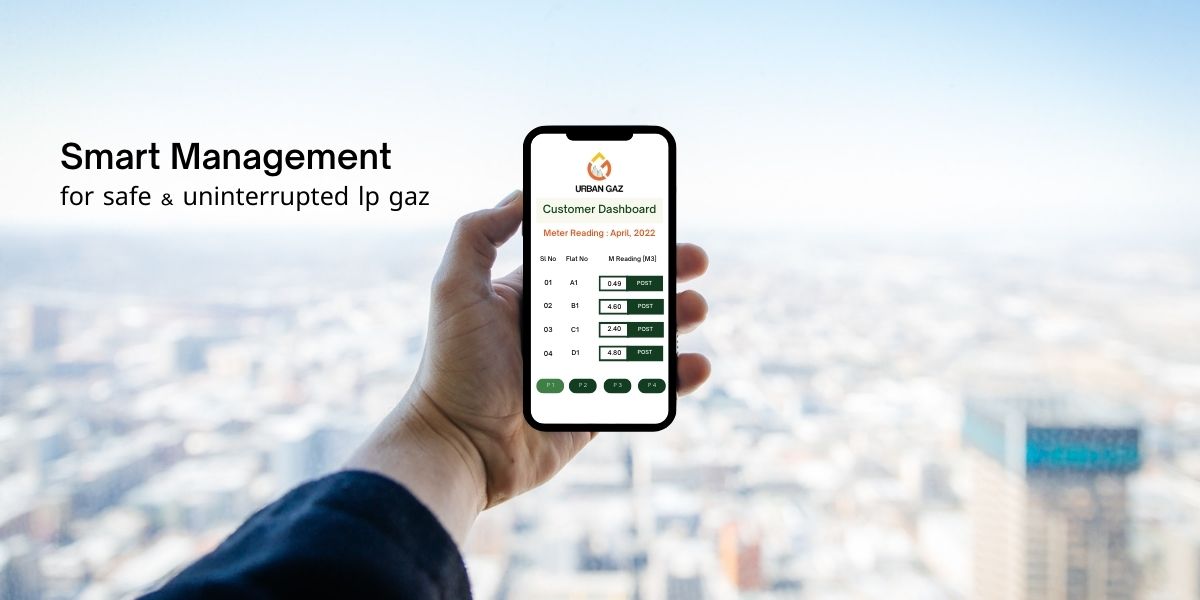 Smart Management
for safe & uninterrupted lp gaz
URBAN GAZ
Customer Dashboard
Meter Reading : April, 2022
Sl No Flat No M Reading (M3)
01 A1 0.49 POST
02 B1 4.60 POST
03 C1 2.40 POST
04 D1 4.80 POST
P 1 P 2 P 3 P 4